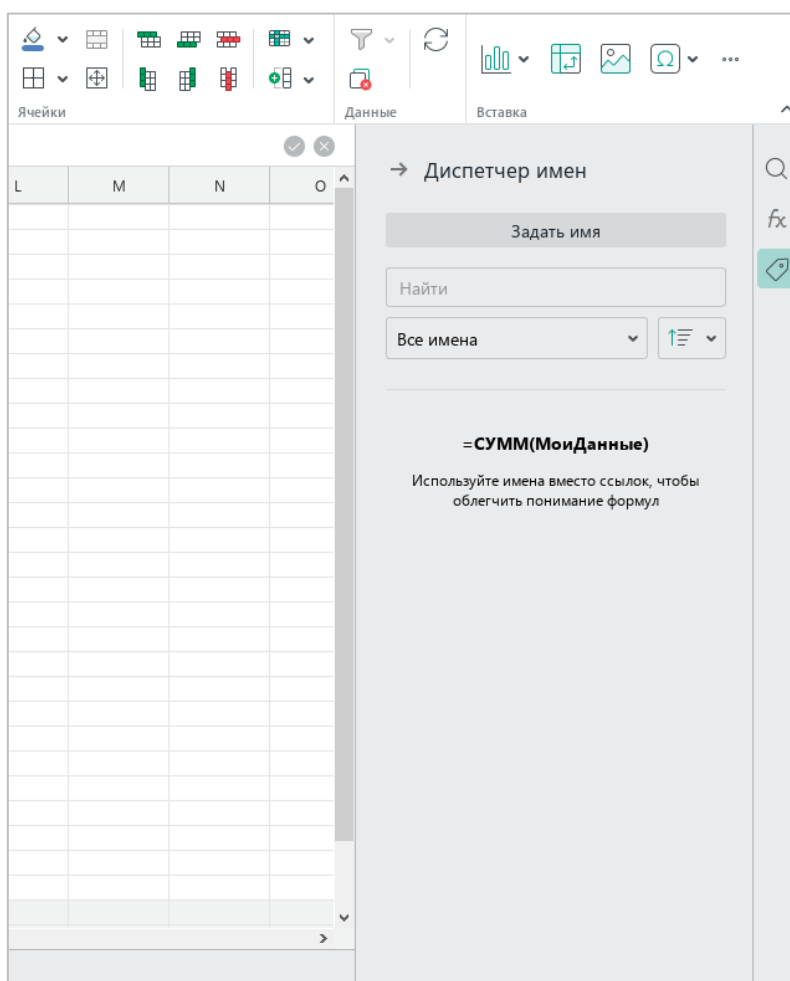 Ячейки
Данные
Вставка
L M N O
Диспетчер имен
Задать имя
Найти
Все имена
=СУММ(МоиДанные)
Используйте имена вместо ссылок, чтобы
облегчить понимание формул
fx
Ω